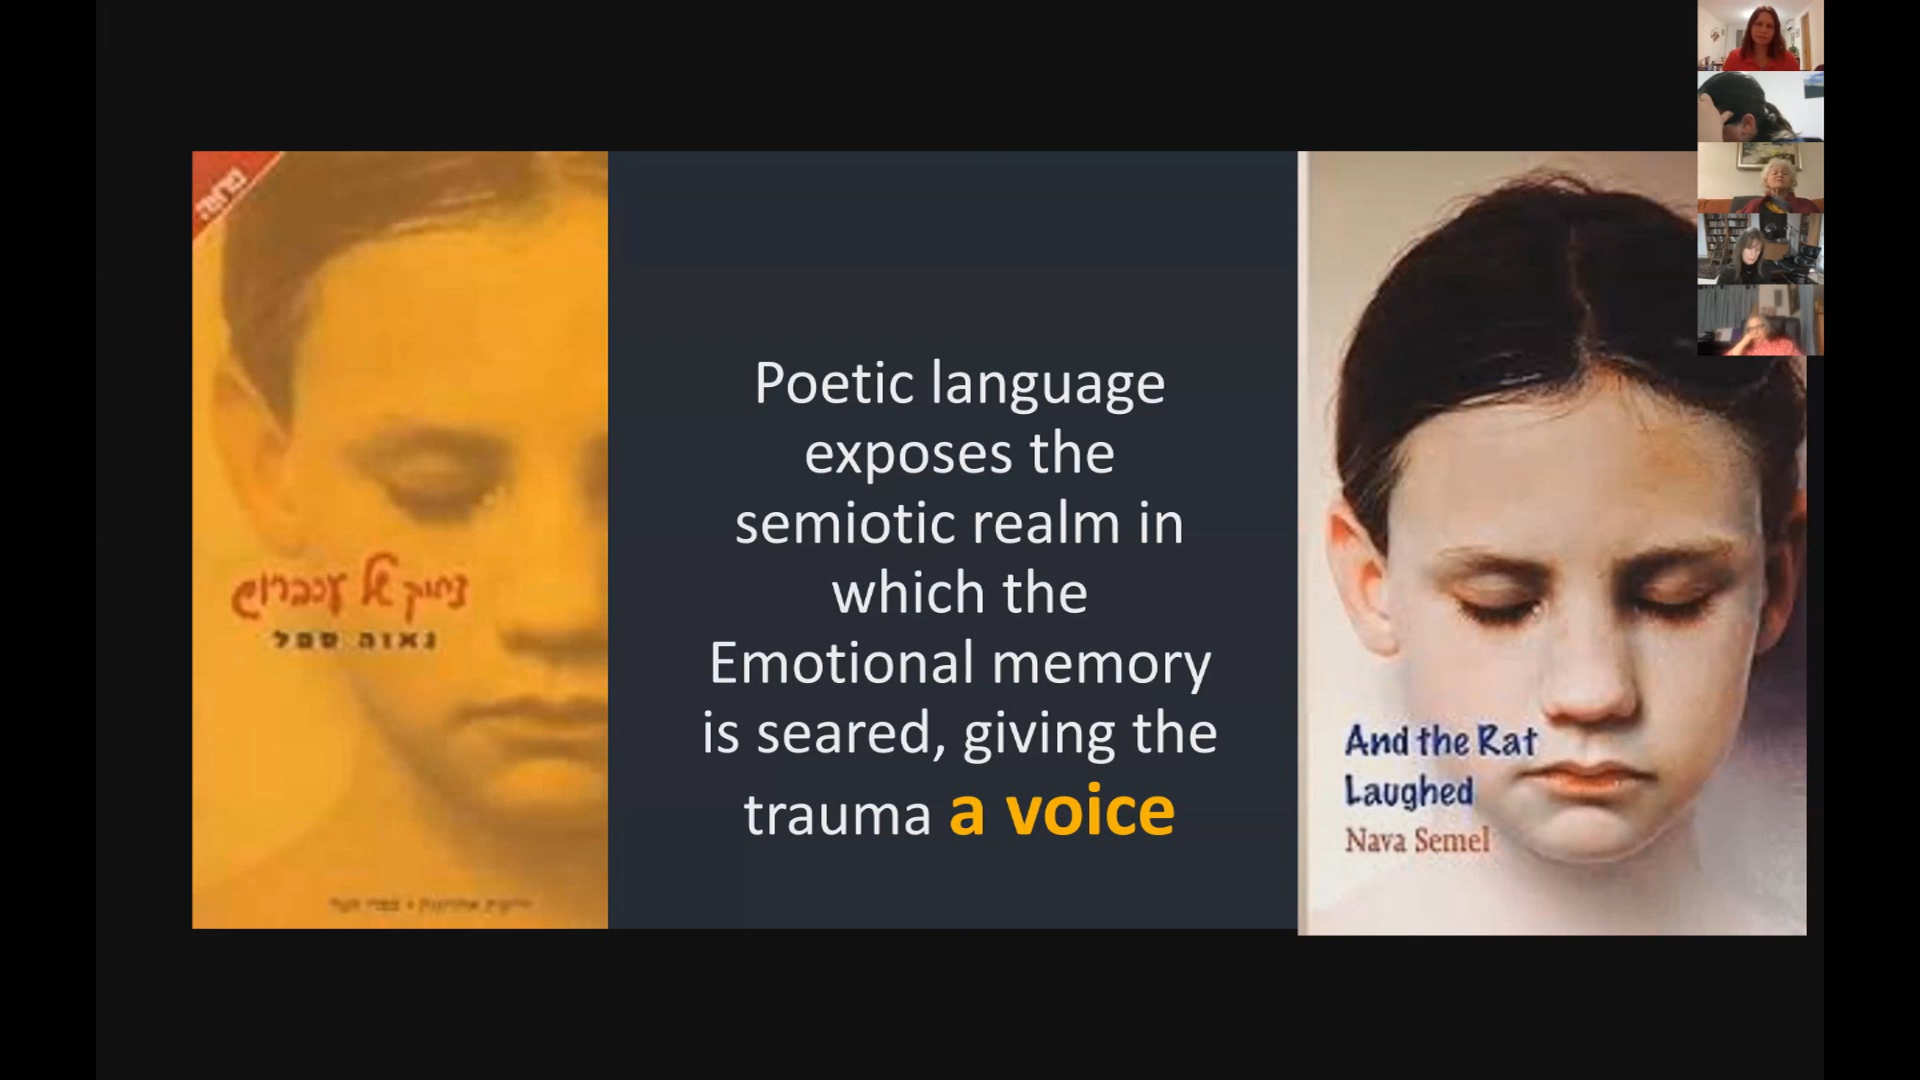 צחוק של עכברוש
נאוה סמל
Poetic language
exposes the
semiotic realm in
which the
Emotional memory
is seared, giving the
trauma a voice
And the Rat
Laughed
Nava Semel